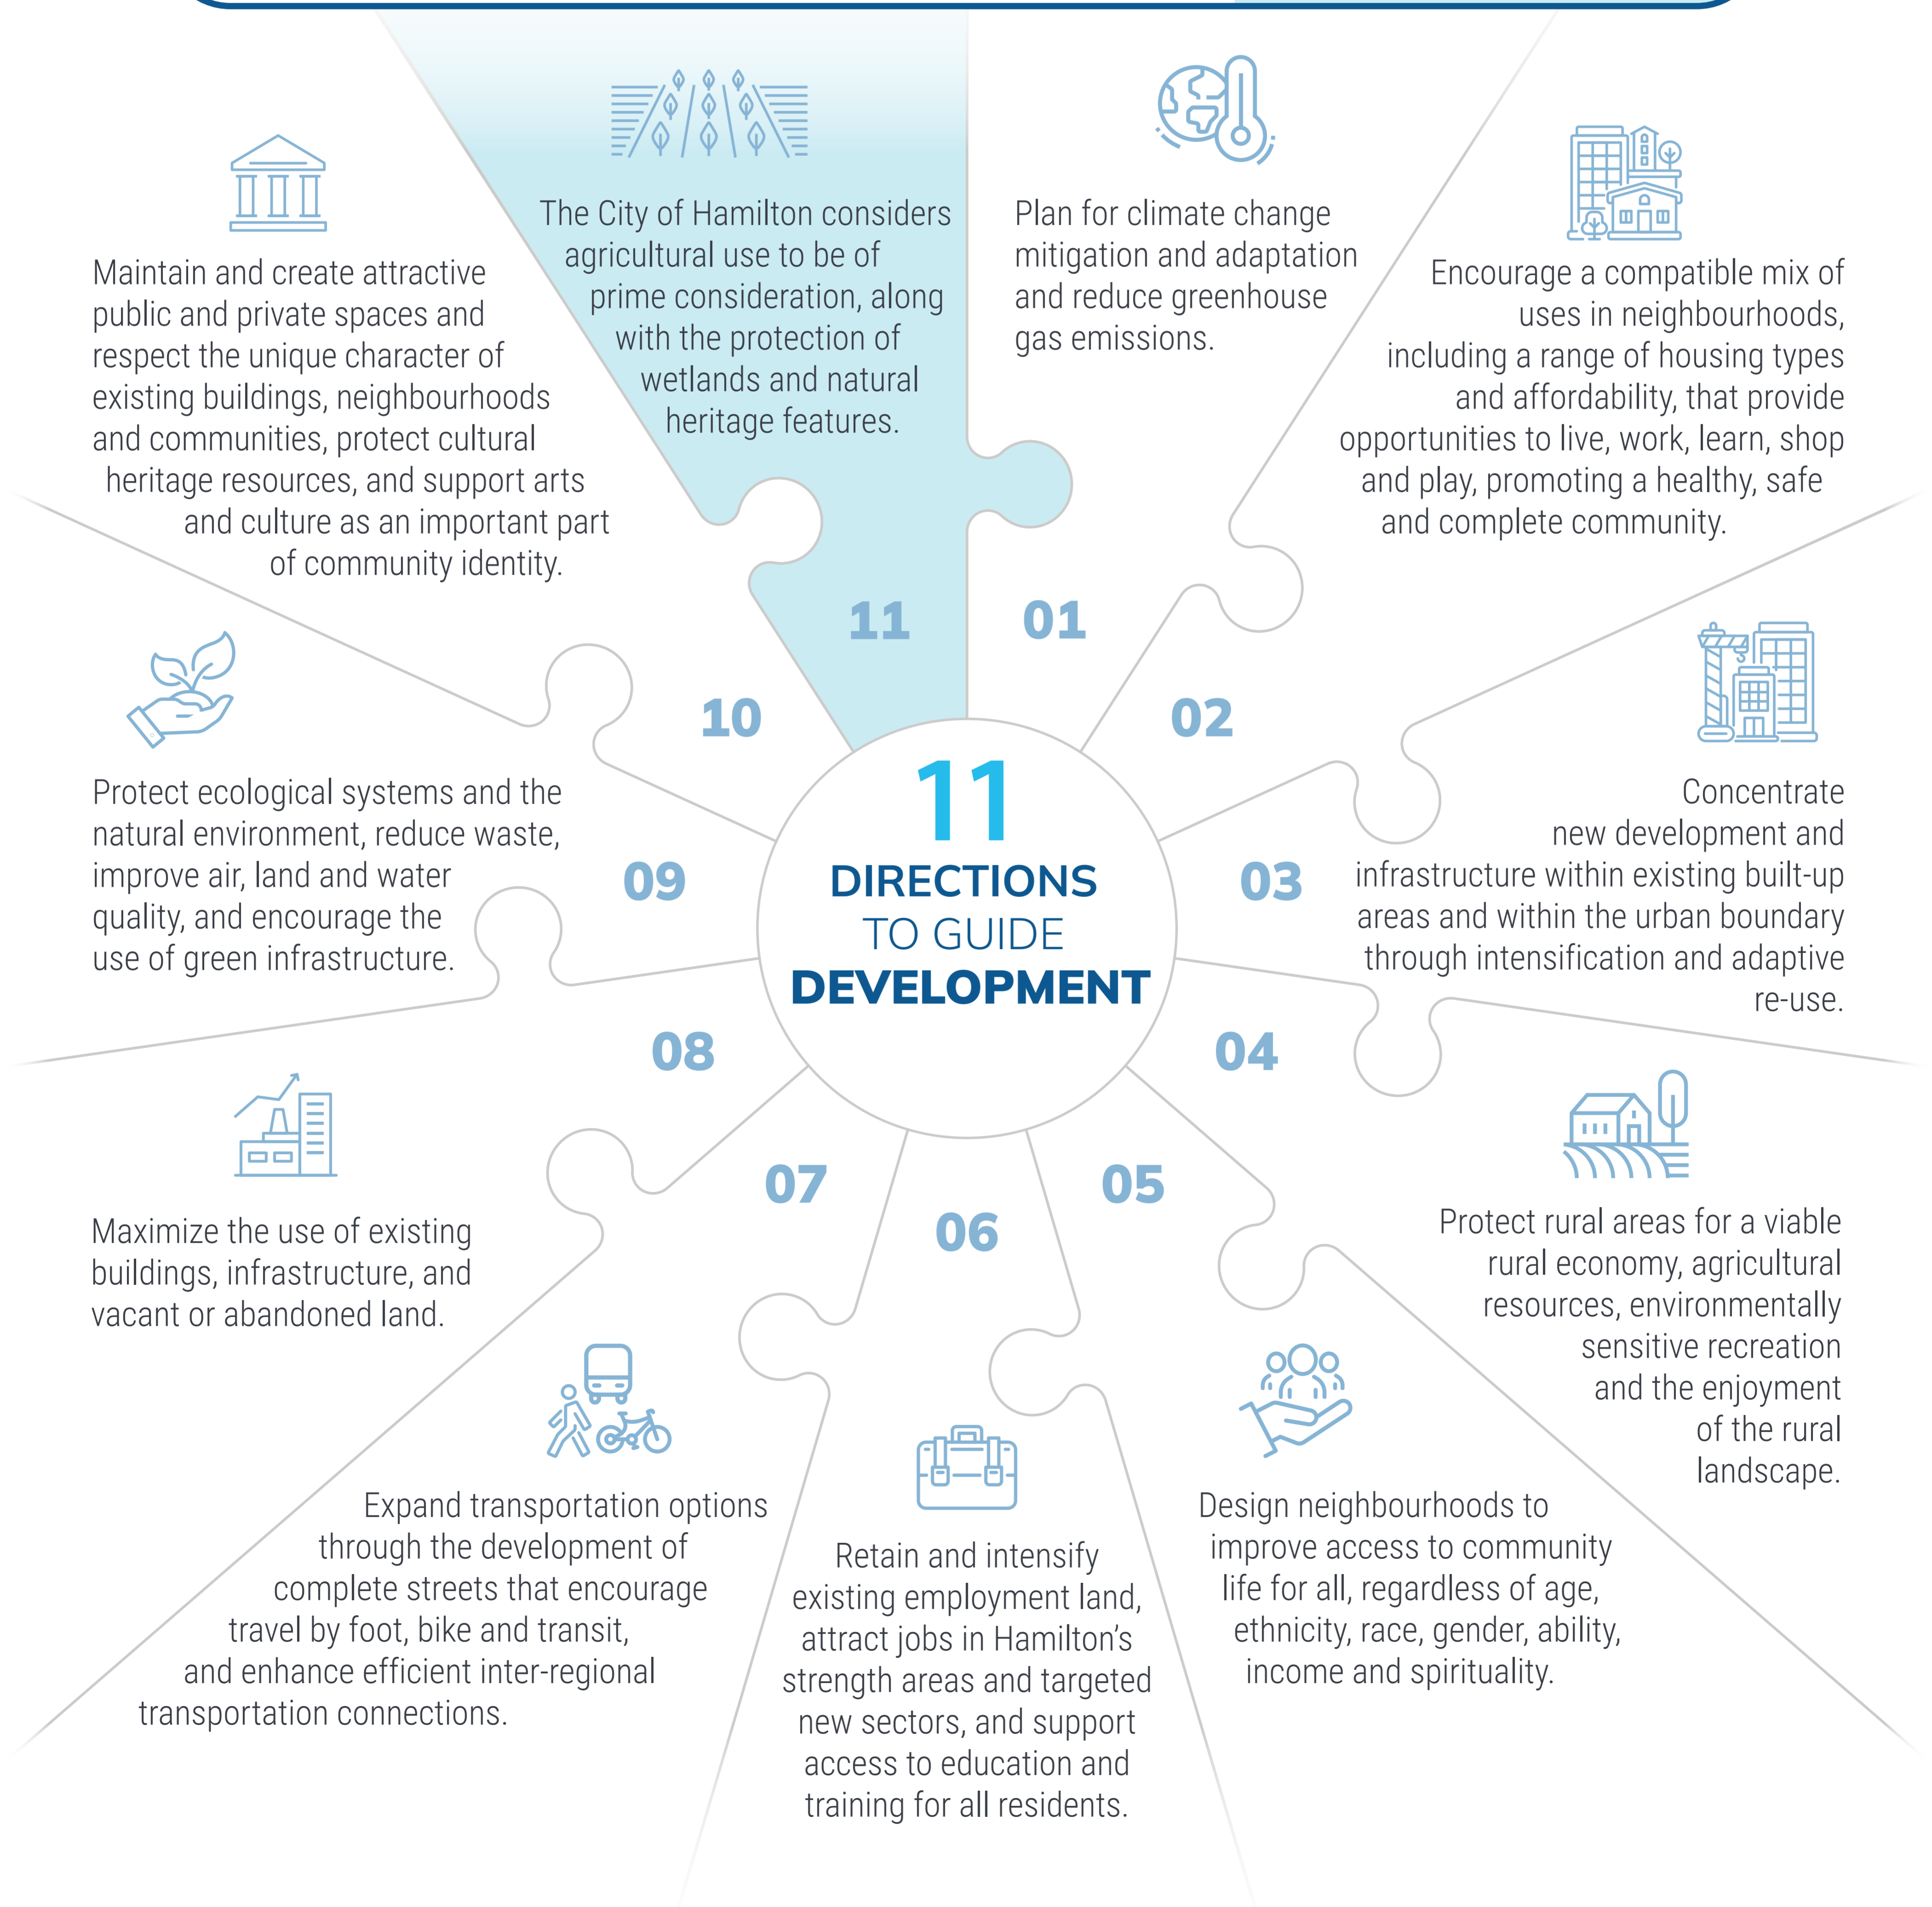 11
DIRECTIONS
TO GUIDE
DEVELOPMENT
01
Plan for climate change
mitigation and adaptation
and reduce greenhouse
gas emissions.
02
Encourage a compatible mix of
uses in neighbourhoods,
including a range of housing types
and affordability, that provide
opportunities to live, work, learn, shop
and play, promoting a healthy, safe
and complete community.
03
Concentrate
new development and
infrastructure within existing built-up
areas and within the urban boundary
through intensification and adaptive
re-use.
04
Protect rural areas for a viable
rural economy, agricultural
resources, environmentally
sensitive recreation
and the enjoyment
of the rural
landscape.
05
Design neighbourhoods to
improve access to community
life for all, regardless of age,
ethnicity, race, gender, ability,
income and spirituality.
06
Retain and intensify
existing employment land,
attract jobs in Hamilton’s
strength areas and targeted
new sectors, and support
access to education and
training for all residents.
07
Expand transportation options
through the development of
complete streets that encourage
travel by foot, bike and transit,
and enhance efficient inter-regional
transportation connections.
08
Maximize the use of existing
buildings, infrastructure, and
vacant or abandoned land.
09
Protect ecological systems and the
natural environment, reduce waste,
improve air, land and water
quality, and encourage the
use of green infrastructure.
10
Maintain and create attractive
public and private spaces and
respect the unique character of
existing buildings, neighbourhoods
and communities, protect cultural
heritage resources, and support arts
and culture as an important part
of community identity.
11
The City of Hamilton considers
agricultural use to be of
prime consideration, along
with the protection of
wetlands and natural
heritage features.